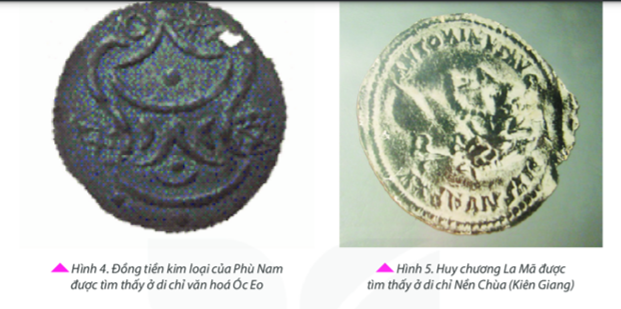 Hình 4. Đồng tiền kim loại của Phù Nam
được tìm thấy ở di chỉ văn hoá Óc Eo
Hình 5. Huy chương La Mã được
tìm thấy ở di chỉ Nền Chùa (Kiên Giang)